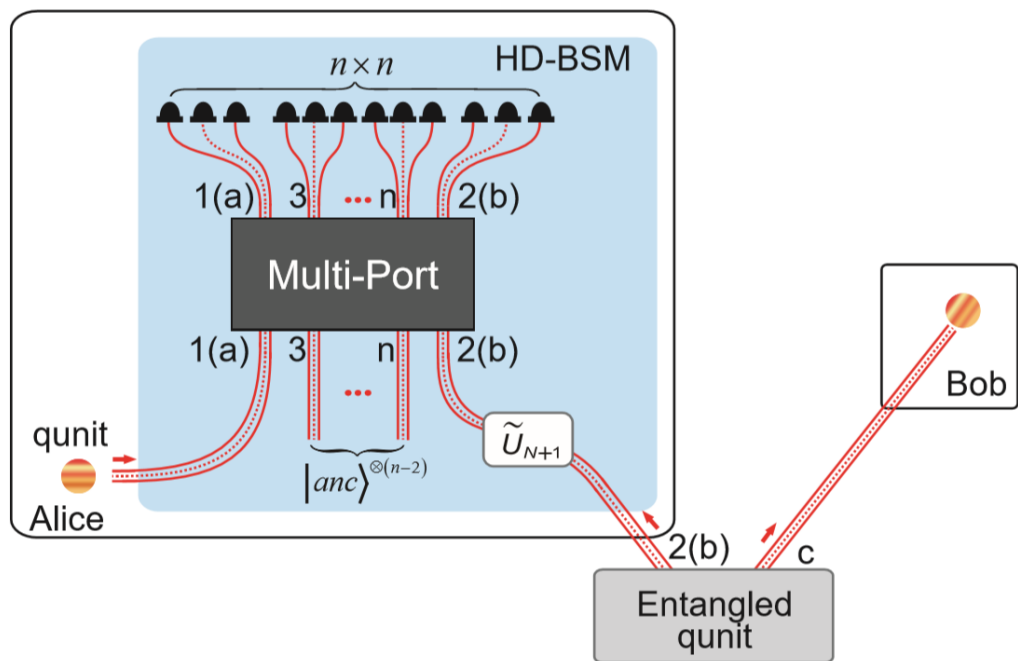 HD-BSM
n × n
1(a) 3 ... n 2(b)
Multi-Port
1(a) 3 n 2(b)
...
qunit
Ũ_{N+1}
|anc⟩^{⊗(n-2)}
Alice
Bob
2(b) c
Entangled
qunit